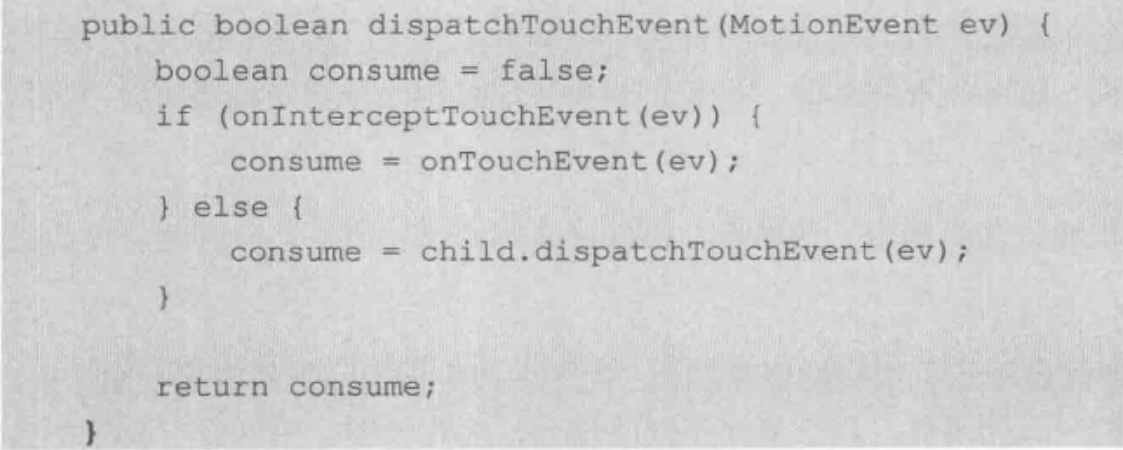 public boolean dispatchTouchEvent(MotionEvent ev) {
    boolean consume = false;
    if (onInterceptTouchEvent(ev)) {
        consume = onTouchEvent(ev);
    } else {
        consume = child.dispatchTouchEvent(ev);
    }

    return consume;
}